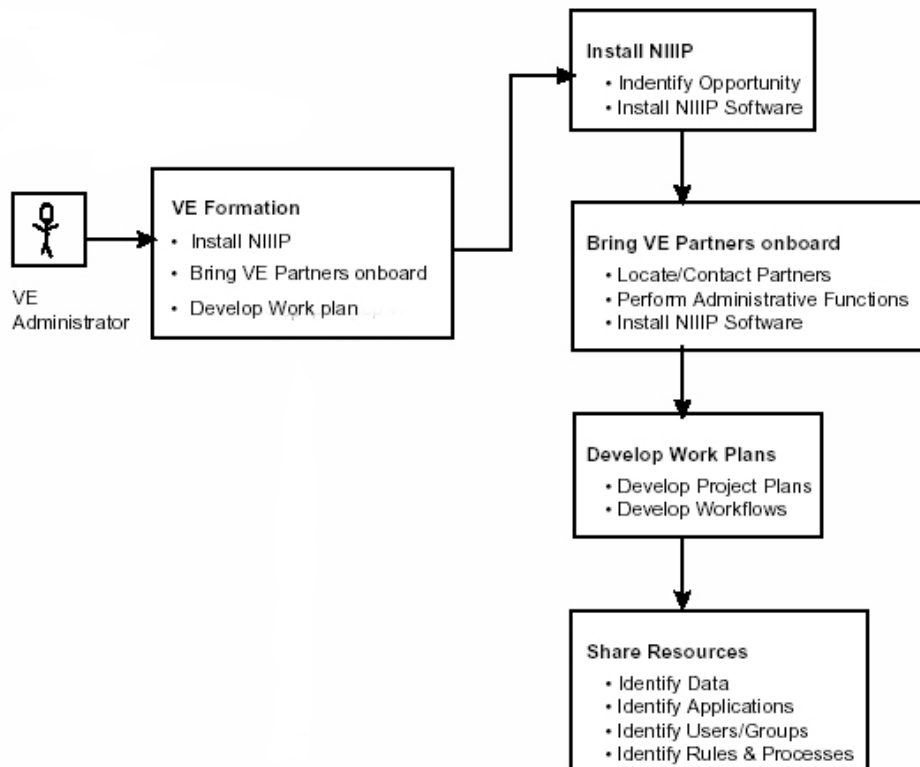 VE
Administrator
VE Formation
• Install NIIIP
• Bring VE Partners onboard
• Develop Work plan
Install NIIIP
• Indentify Opportunity
• Install NIIIP Software
Bring VE Partners onboard
• Locate/Contact Partners
• Perform Administrative Functions
• Install NIIIP Software
Develop Work Plans
• Develop Project Plans
• Develop Workflows
Share Resources
• Identify Data
• Identify Applications
• Identify Users/Groups
• Identify Rules & Processes